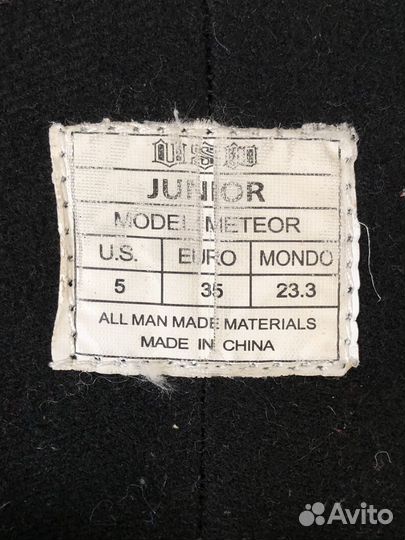 JUNIOR
MODEL METEOR
U.S. EURO MONDO
5 35 23.3
ALL MAN MADE MATERIALS
MADE IN CHINA
Avito